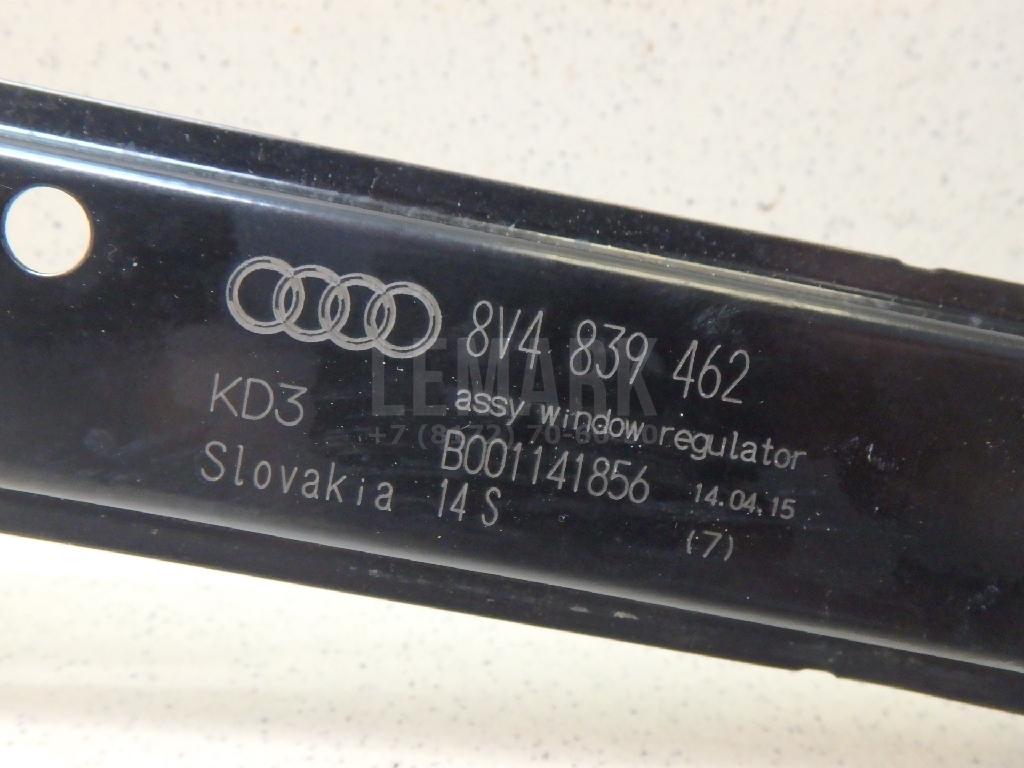 8V4 839 462
KD3
assy window regulator
B001141856
14.04.15
Slovakia 14 S
(7)
LEMARK